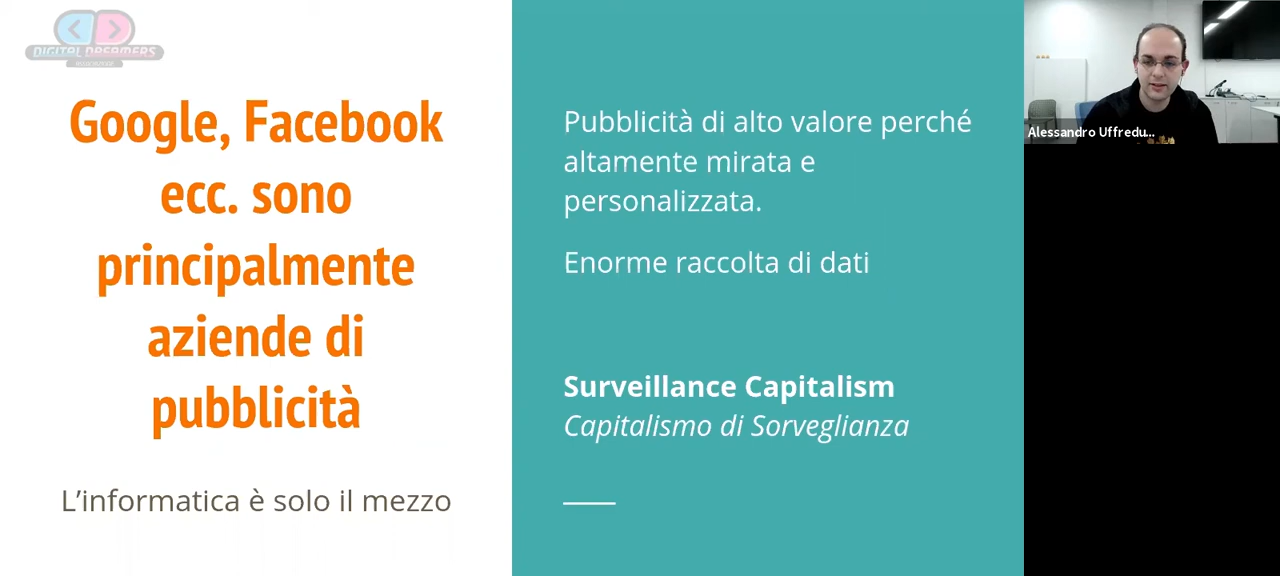 DIGITAL DREAMERS
Google, Facebook
ecc. sono
principalmente
aziende di
pubblicità
L’informatica è solo il mezzo
Pubblicità di alto valore perché
altamente mirata e
personalizzata.
Enorme raccolta di dati
Surveillance Capitalism
Capitalismo di Sorveglianza
Alessandro Uffredu...